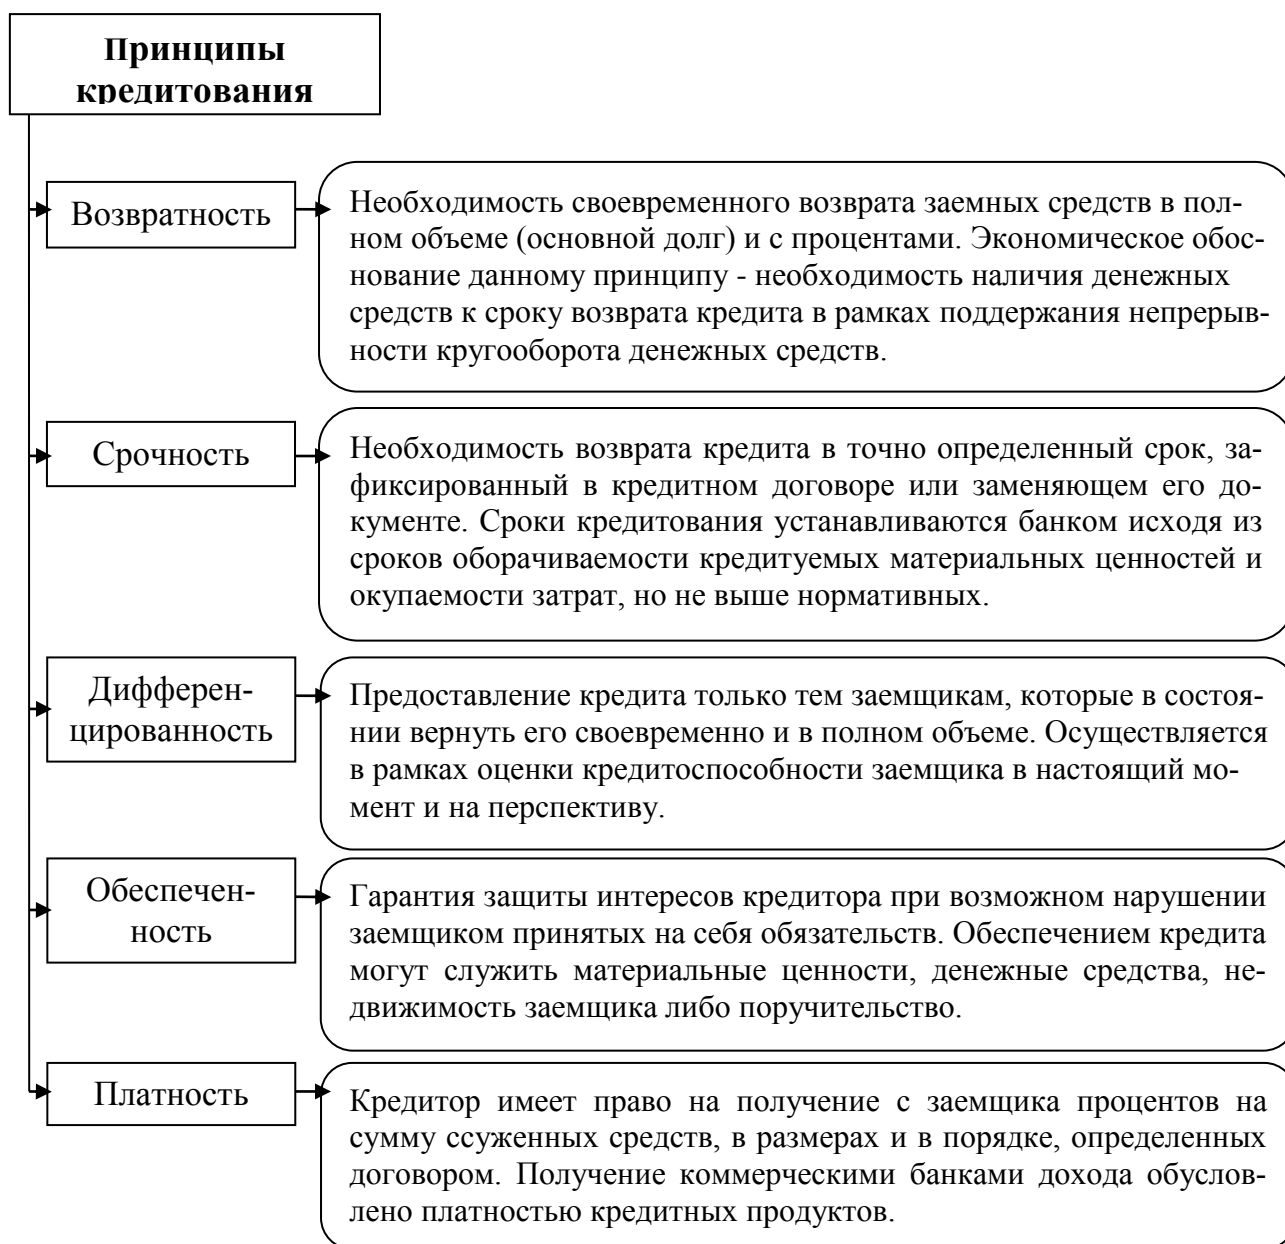 Принципы
кредитования
Возвратность
Необходимость своевременного возврата заемных средств в пол-
ном объеме (основной долг) и с процентами. Экономическое обос-
нование данному принципу - необходимость наличия денежных
средств к сроку возврата кредита в рамках поддержания непрерыв-
ности кругооборота денежных средств.
Срочность
Необходимость возврата кредита в точно определенный срок, за-
фиксированный в кредитном договоре или заменяющем его до-
кументе. Сроки кредитования устанавливаются банком исходя из
сроков оборачиваемости кредитуемых материальных ценностей и
окупаемости затрат, но не выше нормативных.
Дифферен-
цированность
Предоставление кредита только тем заемщикам, которые в состоя-
нии вернуть его своевременно и в полном объеме. Осуществляется
в рамках оценки кредитоспособности заемщика в настоящий мо-
мент и на перспективу.
Обеспечен-
ность
Гарантия защиты интересов кредитора при возможном нарушении
заемщиком принятых на себя обязательств. Обеспечением кредита
могут служить материальные ценности, денежные средства, не-
движимость заемщика либо поручительство.
Платность
Кредитор имеет право на получение с заемщика процентов на
сумму ссуженных средств, в размерах и в порядке, определенных
договором. Получение коммерческими банками дохода обуслов-
лено платностью кредитных продуктов.